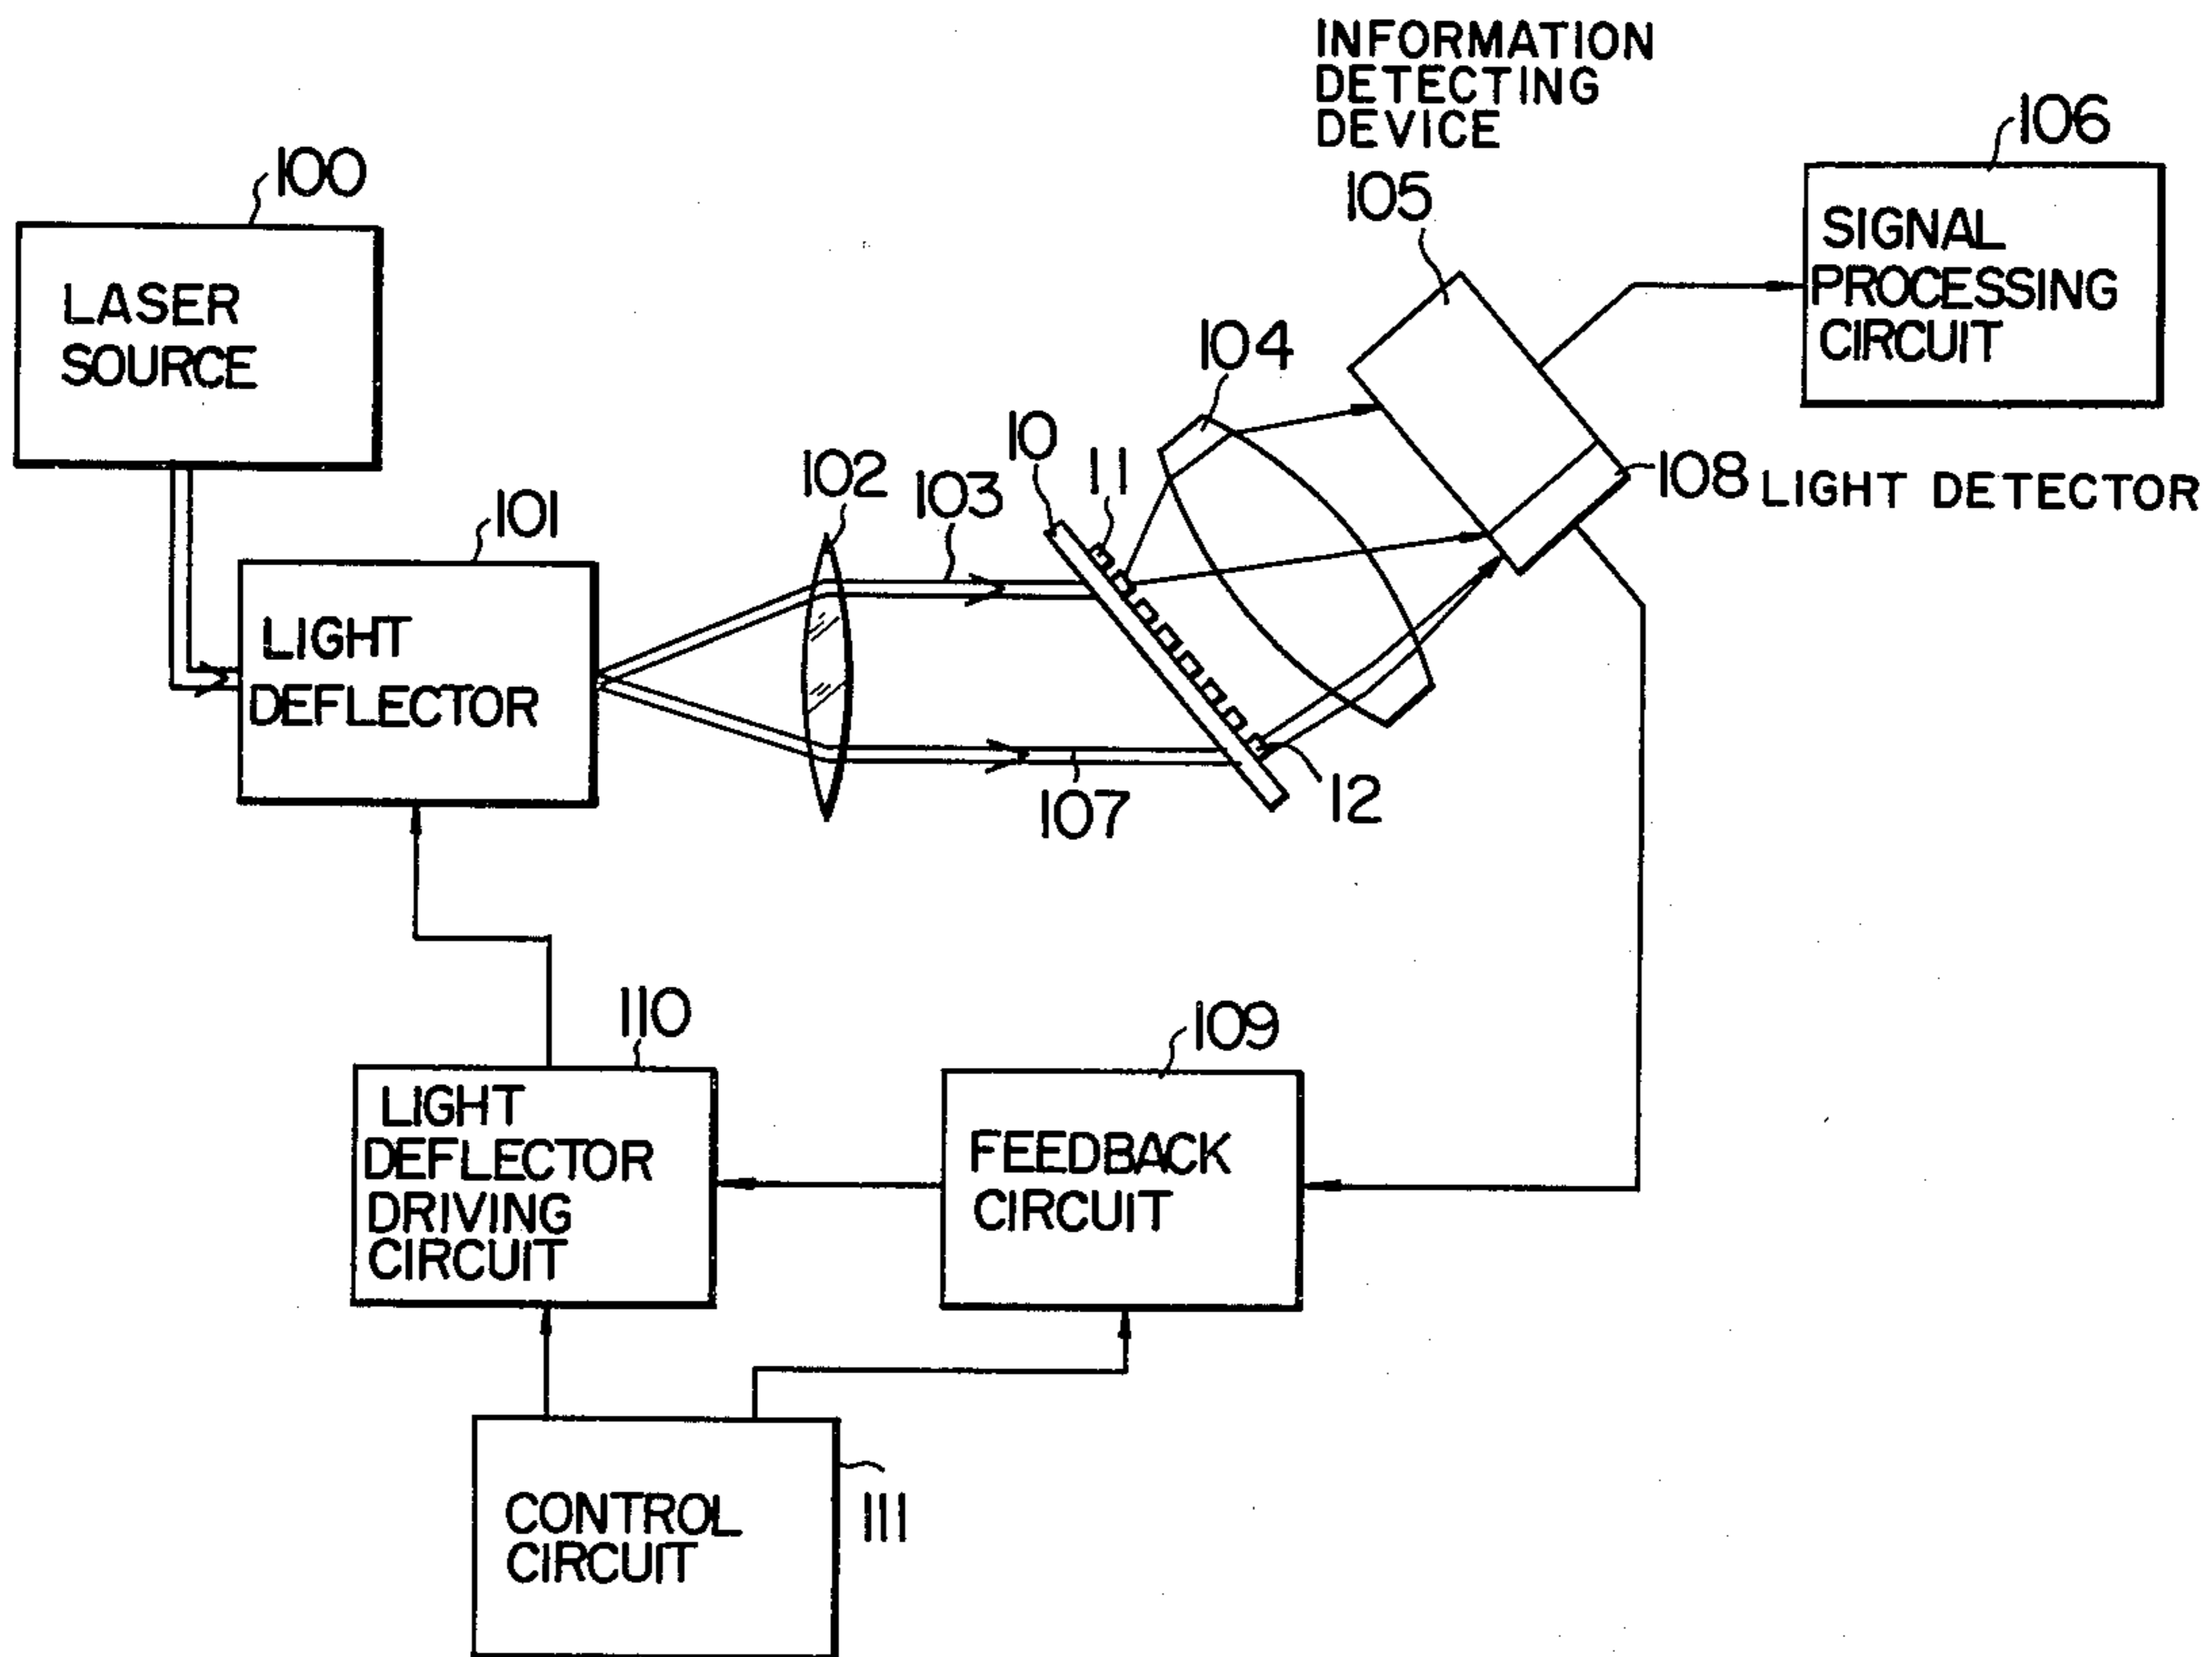 INFORMATION
DETECTING
DEVICE
105
106
SIGNAL
PROCESSING
CIRCUIT
100
LASER
SOURCE
104
10
11
102
103
108 LIGHT DETECTOR
101
LIGHT
DEFLECTOR
107
12
110
LIGHT
DEFLECTOR
DRIVING
CIRCUIT
109
FEEDBACK
CIRCUIT
111
CONTROL
CIRCUIT